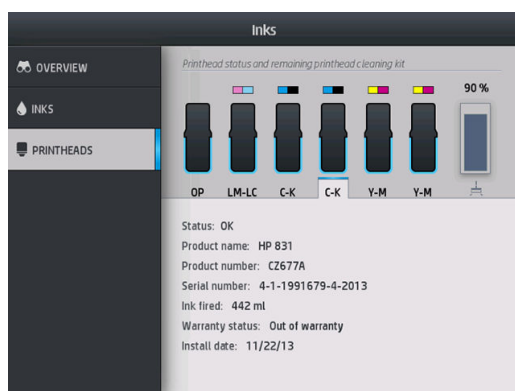 Inks
OVERVIEW
INKS
PRINTHEADS
Printhead status and remaining printhead cleaning kit
90 %
OP LM-LC C-K C-K Y-M Y-M
Status: OK
Product name: HP 831
Product number: CZ677A
Serial number: 4-1-1991679-4-2013
Ink fired: 442 ml
Warranty status: Out of warranty
Install date: 11/22/13